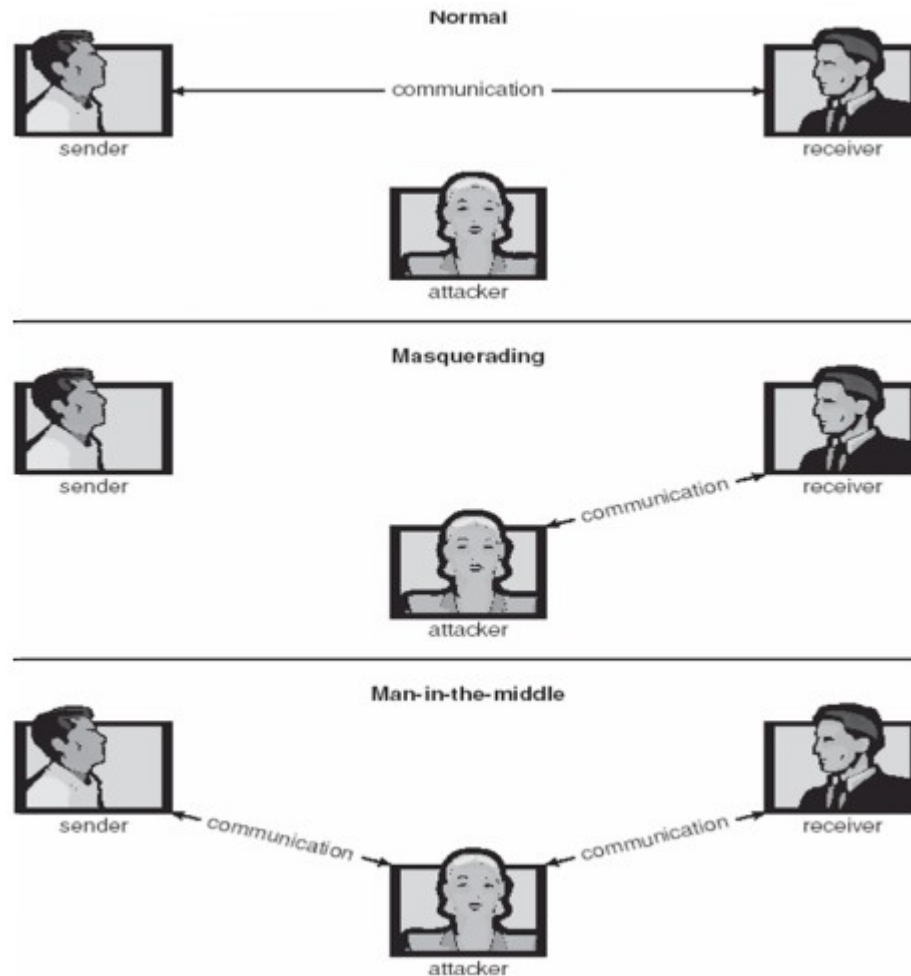 Normal
communication
sender
receiver
attacker
Masquerading
sender
receiver
communication
attacker
Man-in-the-middle
sender
receiver
communication
communication
attacker